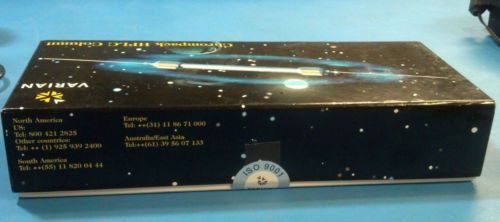 Chrompack HPLC Column
VARIAN
North America
US:
Tel: 800 421 2825
Other countries:
Tel: ++ (1) 925 939 2400
South America
Tel: ++(55) 11 820 04 44
Europe
Tel: ++(31) 11 86 71 000
Australia/East Asia
Tel:++(61) 39 56 07 133
ISO 9001